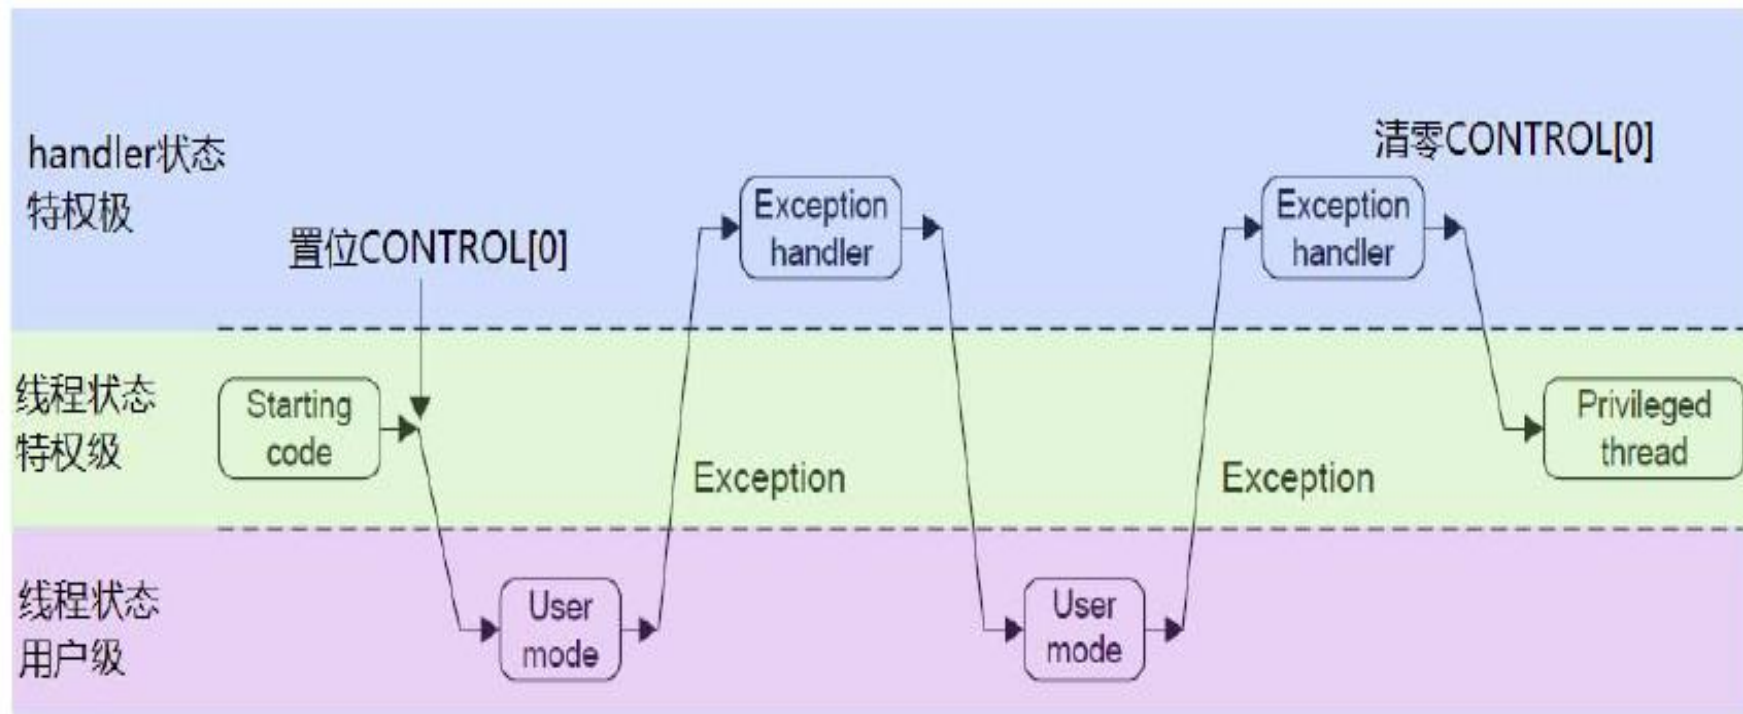 handler状态
特权极
置位CONTROL[0]
Exception
handler
清零CONTROL[0]
Exception
handler
线程状态
特权级
Starting
code
Exception
Exception
Privileged
thread
线程状态
用户级
User
mode
User
mode